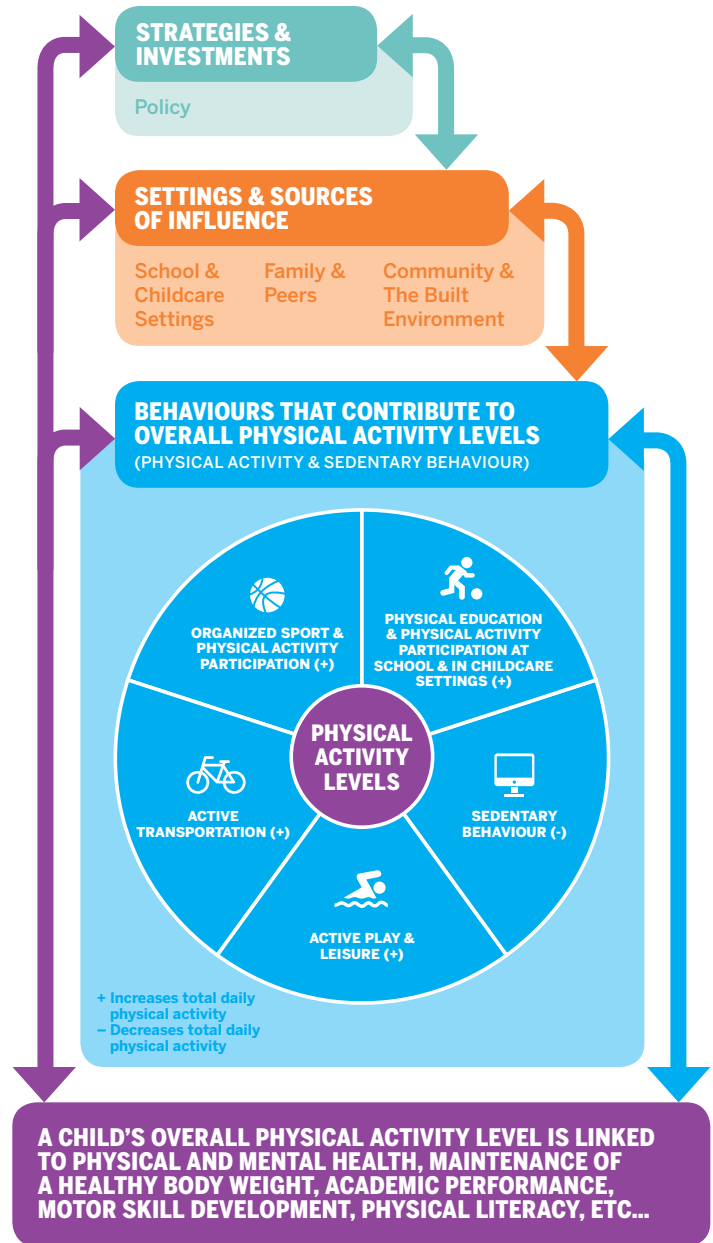 STRATEGIES &
INVESTMENTS
Policy
SETTINGS & SOURCES
OF INFLUENCE
School &
Childcare
Settings
Family &
Peers
Community &
The Built
Environment
BEHAVIOURS THAT CONTRIBUTE TO
OVERALL PHYSICAL ACTIVITY LEVELS
(PHYSICAL ACTIVITY & SEDENTARY BEHAVIOUR)
ORGANIZED SPORT &
PHYSICAL ACTIVITY
PARTICIPATION (+)
PHYSICAL EDUCATION
& PHYSICAL ACTIVITY
PARTICIPATION AT
SCHOOL & IN CHILDCARE
SETTINGS (+)
PHYSICAL
ACTIVITY
LEVELS
ACTIVE
TRANSPORTATION (+)
SEDENTARY
BEHAVIOUR (-)
ACTIVE PLAY &
LEISURE (+)
+ Increases total daily
physical activity
– Decreases total daily
physical activity
A CHILD'S OVERALL PHYSICAL ACTIVITY LEVEL IS LINKED
TO PHYSICAL AND MENTAL HEALTH, MAINTENANCE OF
A HEALTHY BODY WEIGHT, ACADEMIC PERFORMANCE,
MOTOR SKILL DEVELOPMENT, PHYSICAL LITERACY, ETC...